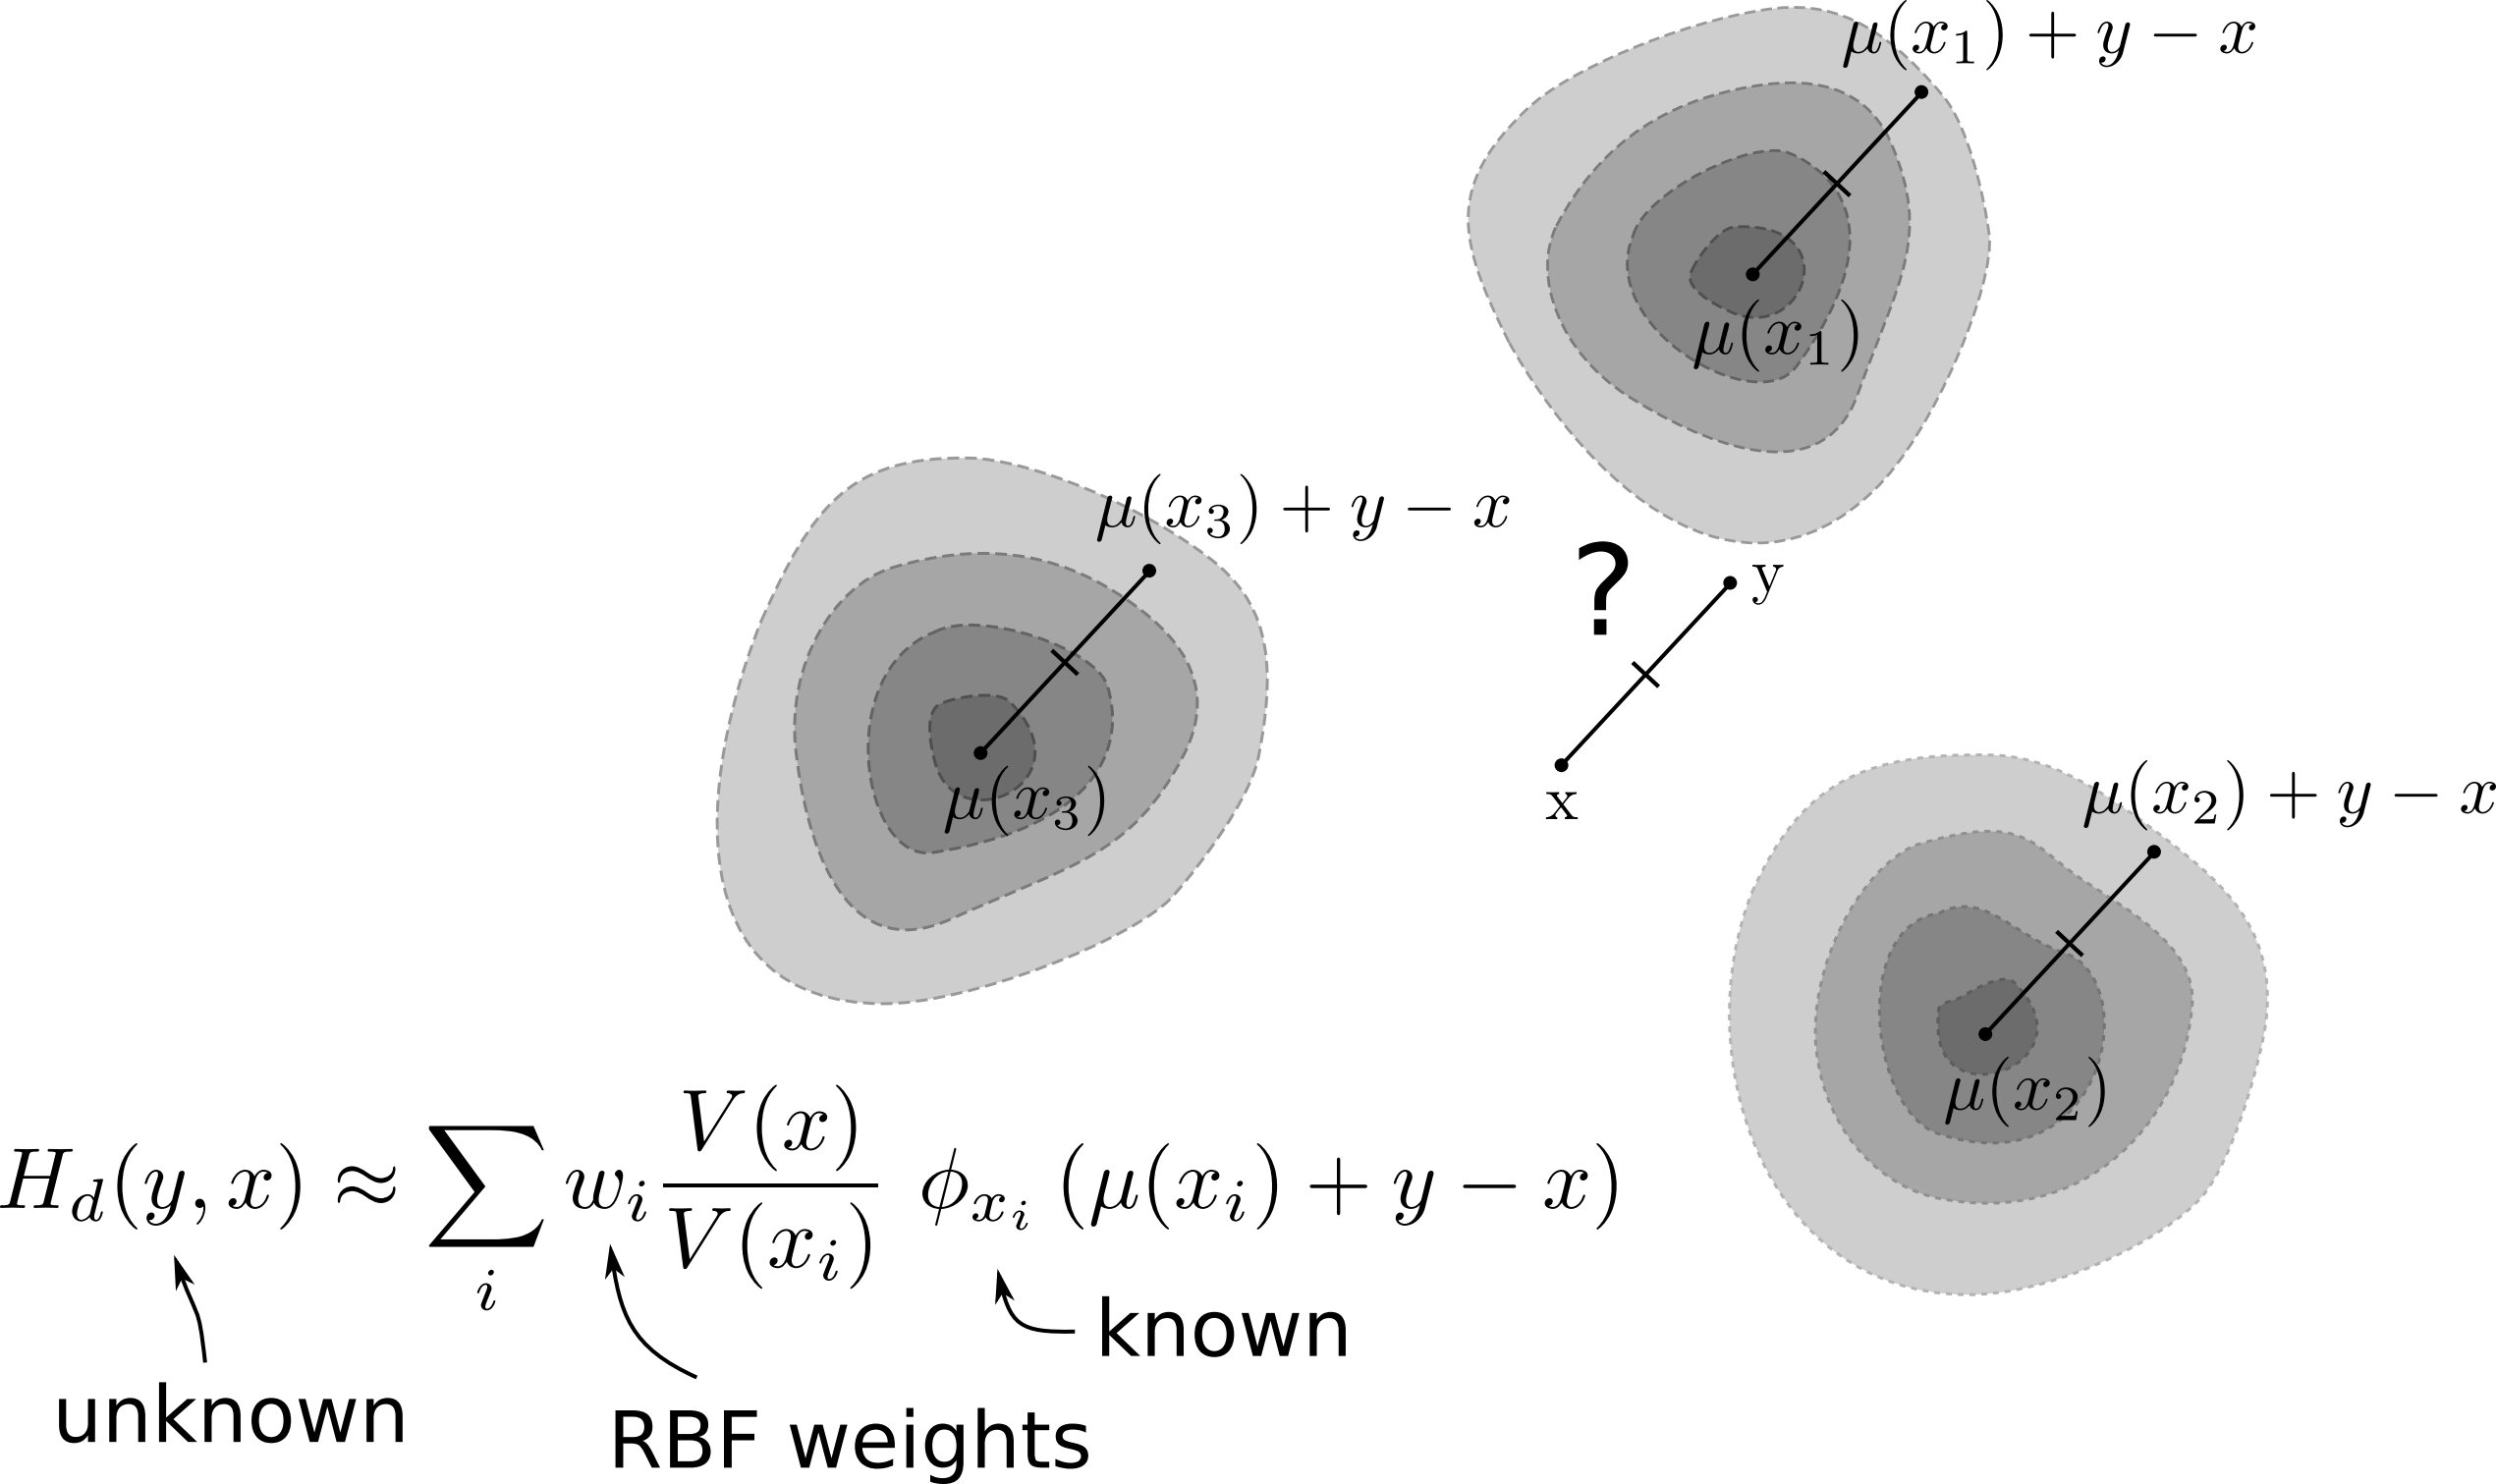 μ(x₁) + y − x
μ(x₁)
μ(x₃) + y − x
?
y
μ(x₃)
x
μ(x₂) + y − x
μ(x₂)
H_d(y, x) ≈ ∑_i w_i V(x)/V(x_i) ϕ_{x_i} (μ(x_i) + y − x)
known
unknown
RBF weights